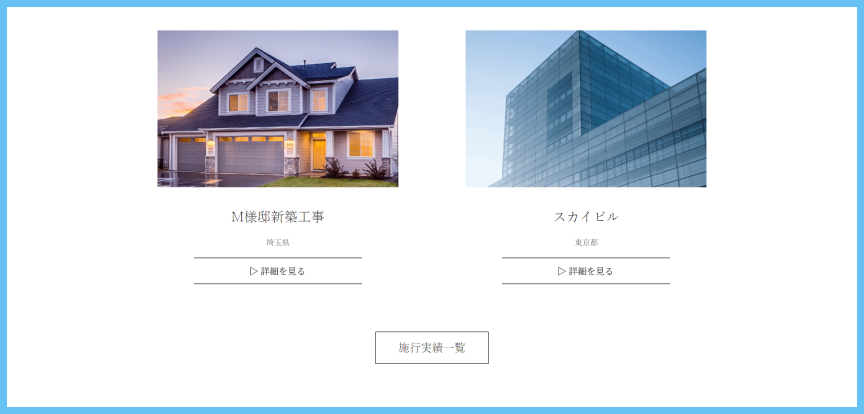 M様邸新築工事
埼玉県
▷ 詳細を見る
スカイビル
東京都
▷ 詳細を見る
施行実績一覧